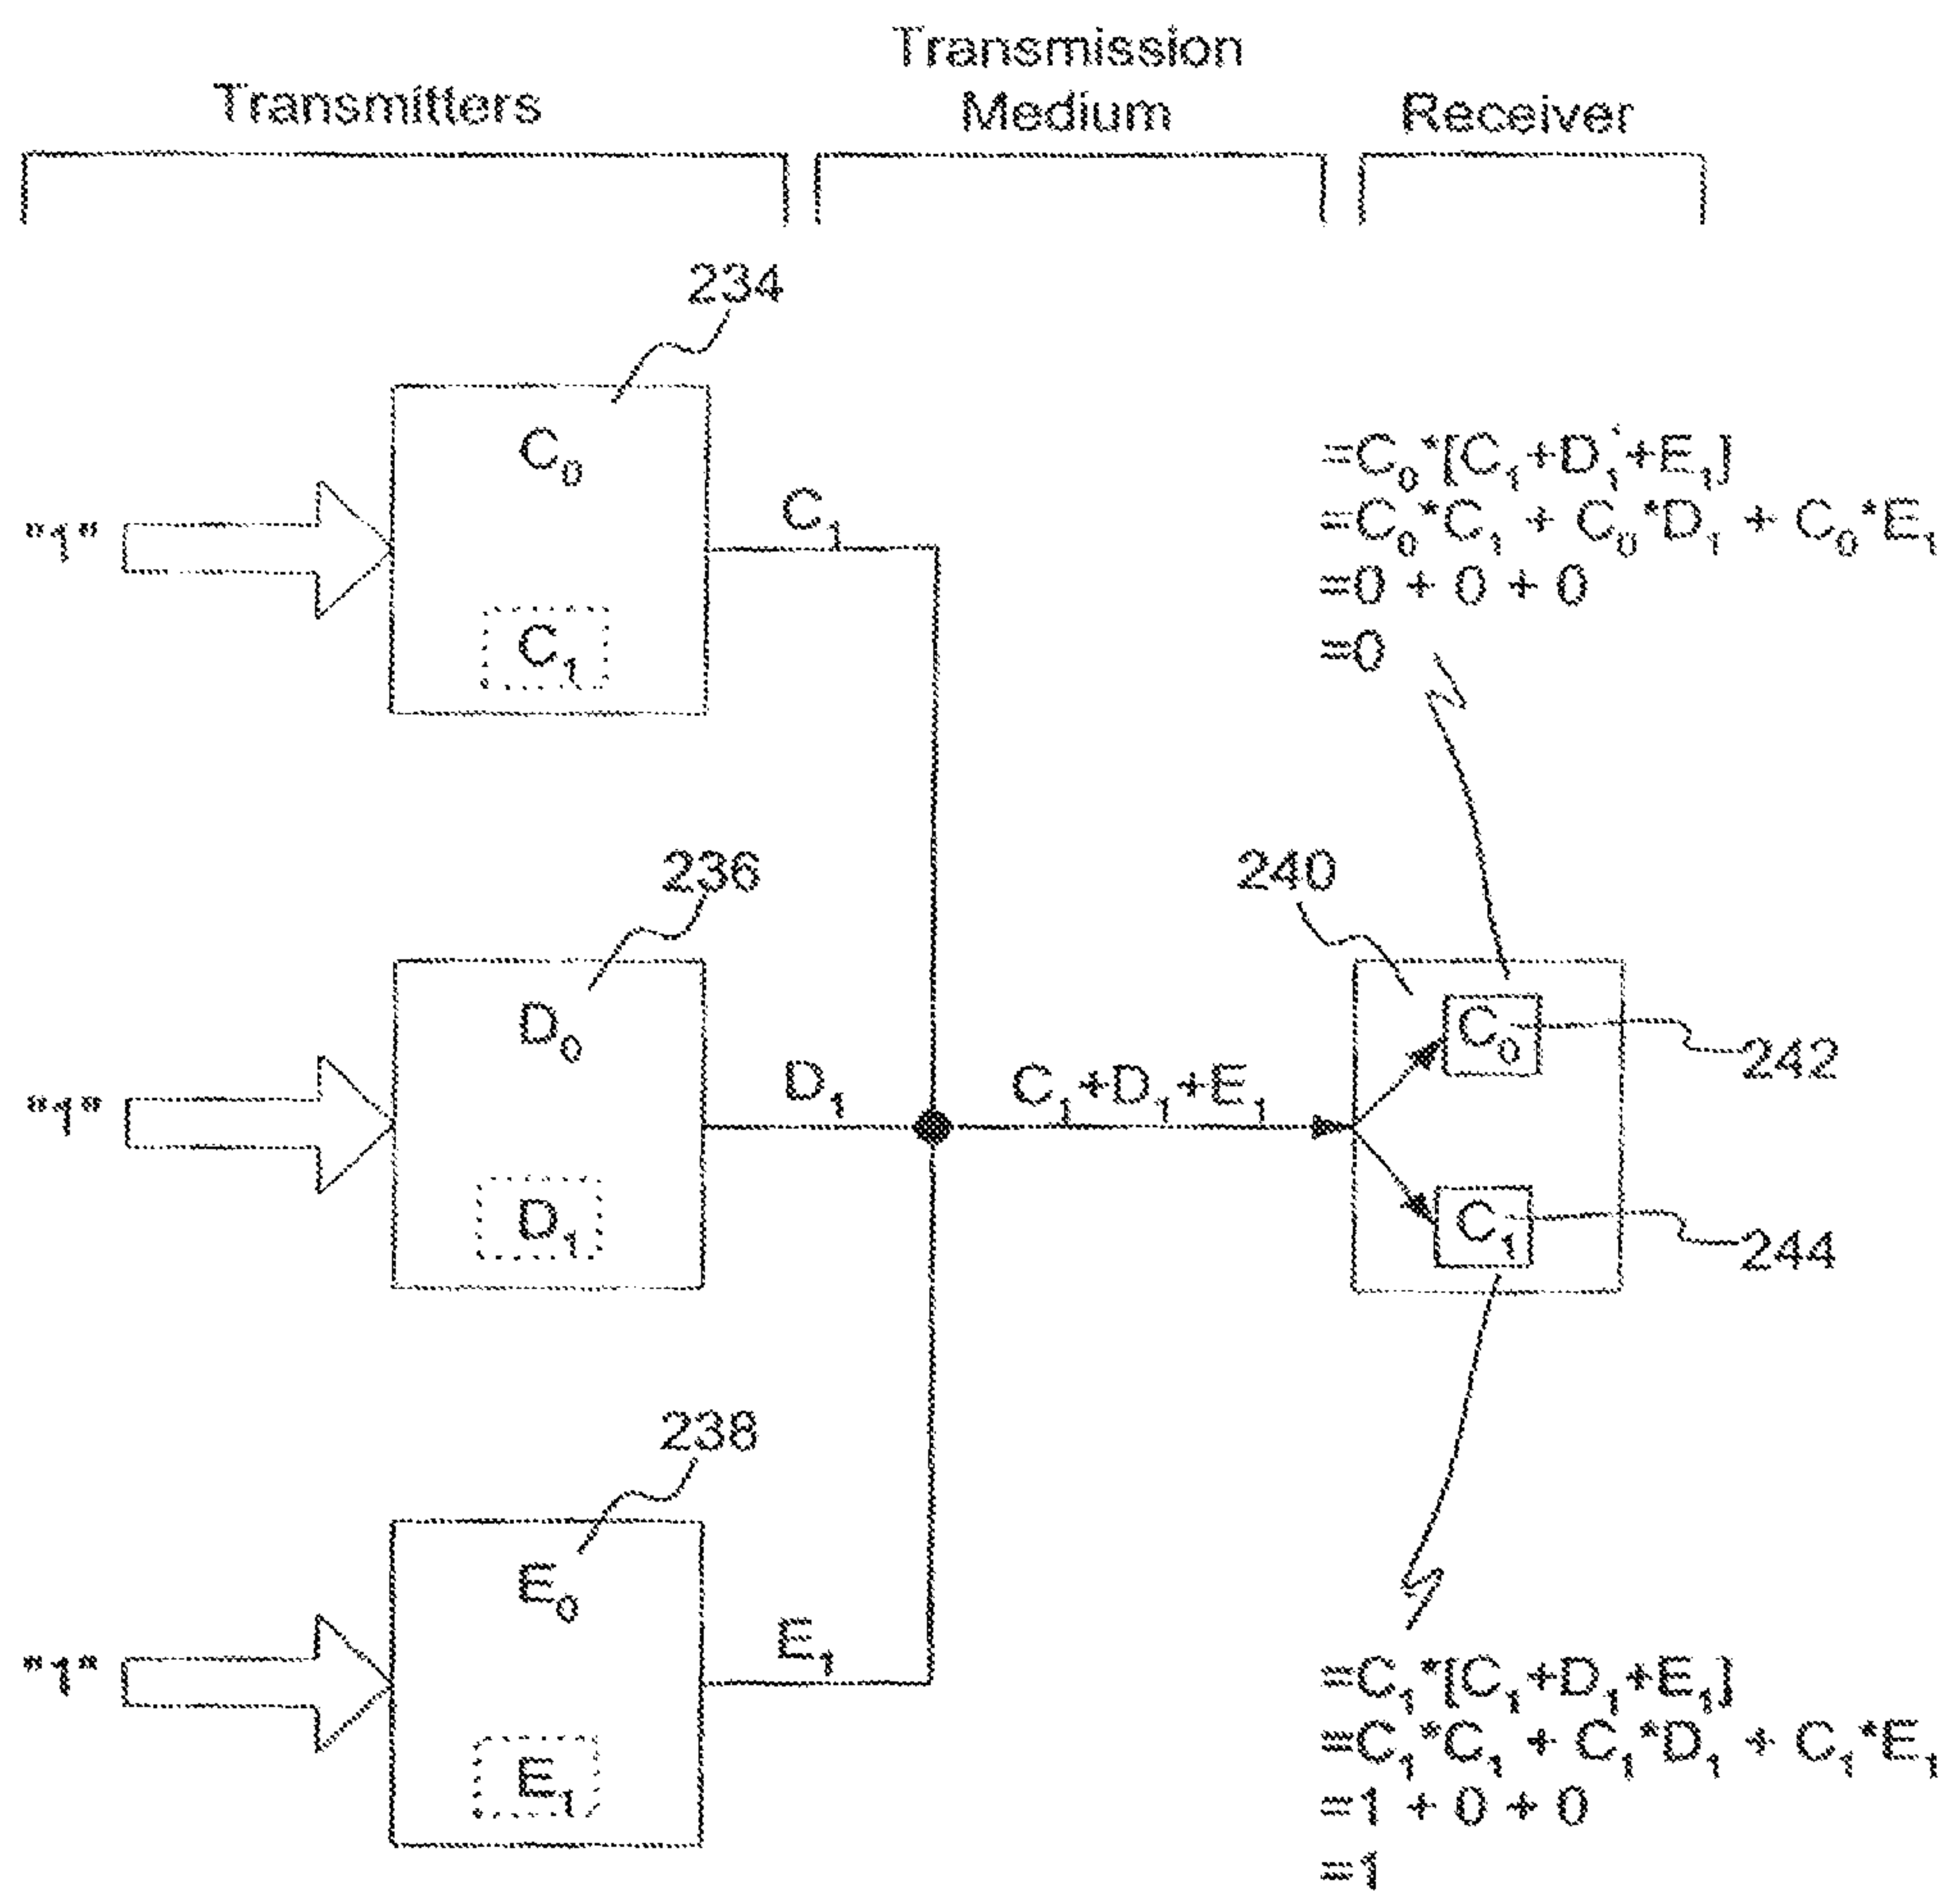 Transmitters
Transmission
Medium
Receiver
234
C₀
"1"
C₁
C₁
=C₀*[C₁+D₁+E₁]
=C₀*C₁ + C₀*D₁ + C₀*E₁
=0 + 0 + 0
=0
236
D₀
"1"
D₁
D₁
C₁+D₁+E₁
240
C₀
242
C₁
244
238
E₀
"1"
E₁
E₁
=C₁*[C₁+D₁+E₁]
=C₁*C₁ + C₁*D₁ + C₁*E₁
=1 + 0 + 0
=1